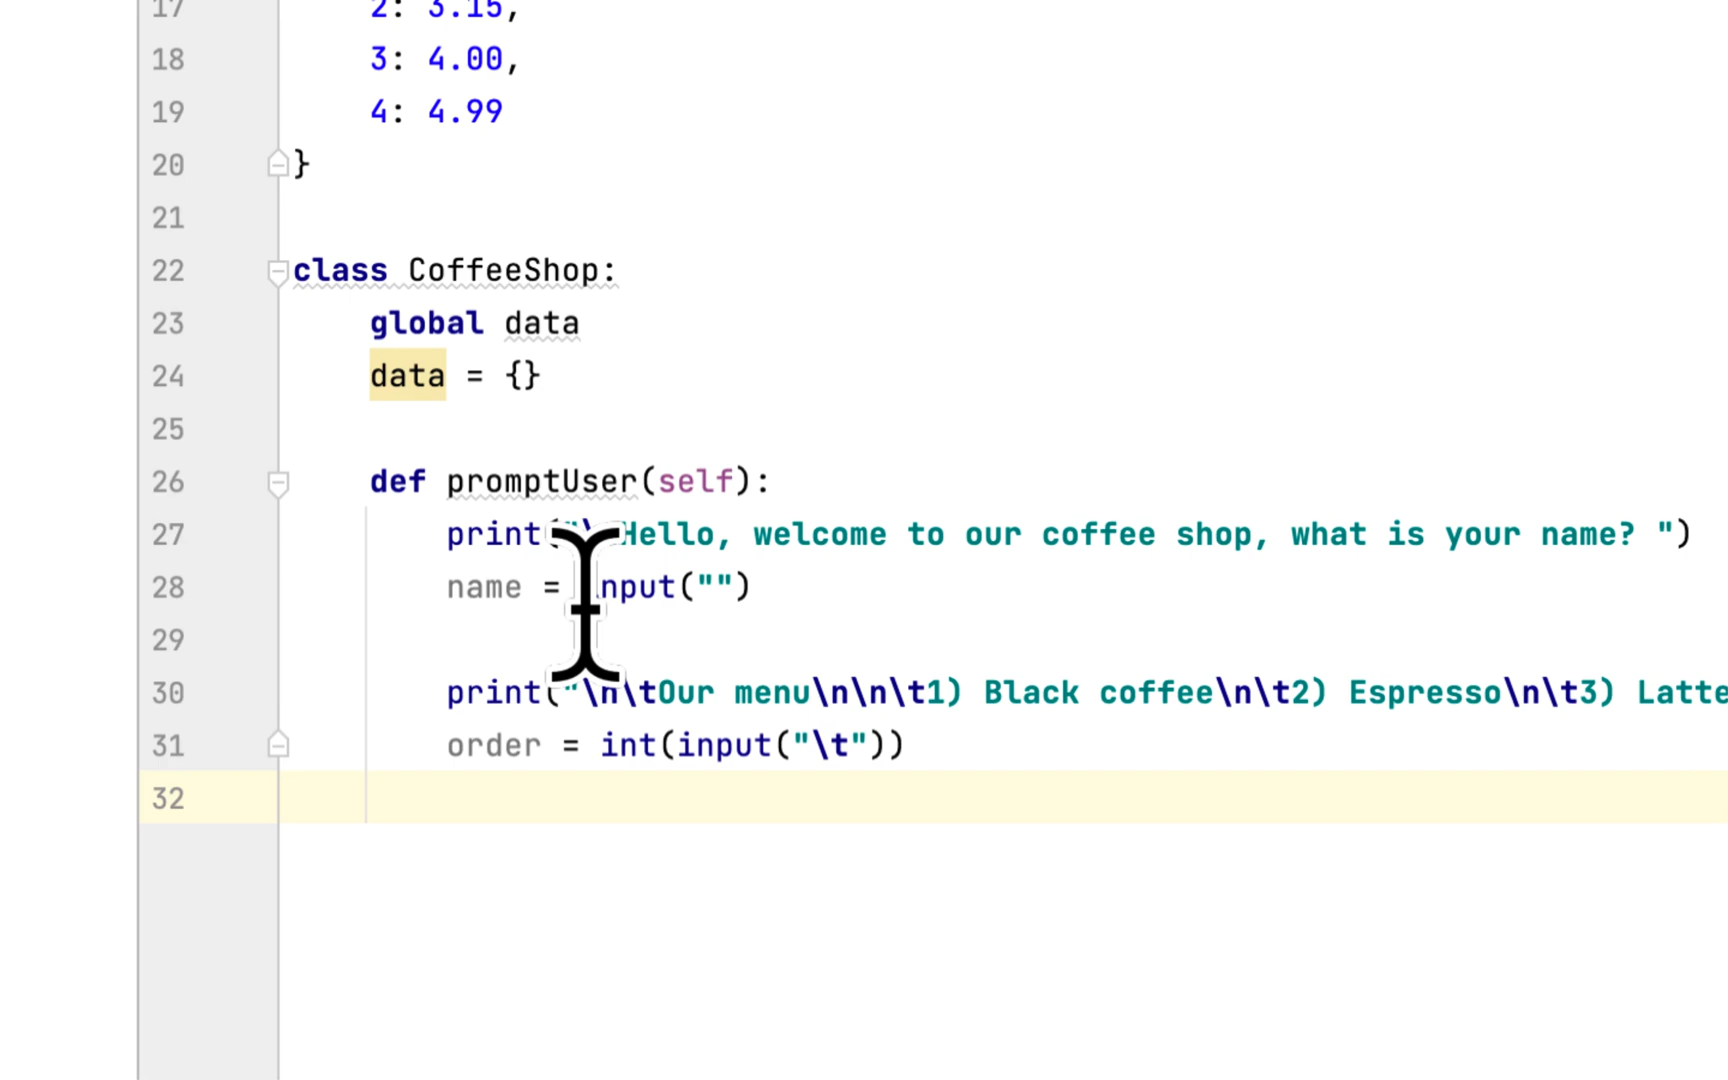 17 2: 3.15,
18 3: 4.00,
19 4: 4.99
20 }
21
22 class CoffeeShop:
23 global data
24 data = {}
25
26 def promptUser(self):
27 print("\ Hello, welcome to our coffee shop, what is your name? ")
28 name = input("")
29
30 print("\n\tOur menu\n\n\t1) Black coffee\n\t2) Espresso\n\t3) Latte
31 order = int(input("\t"))
32